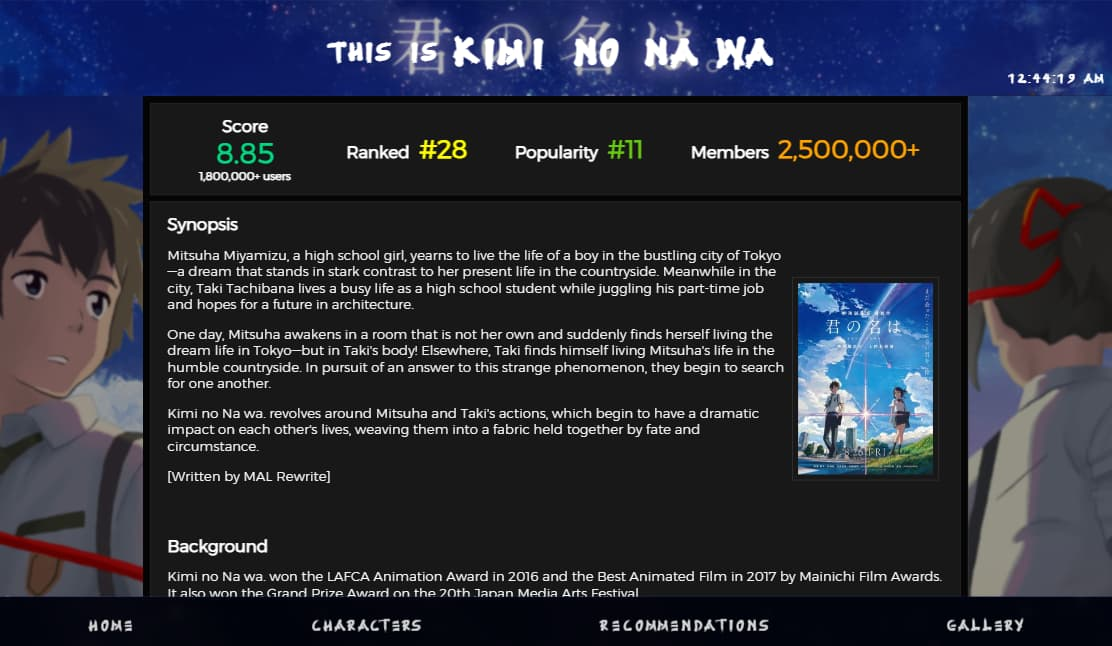 君の名は。
THIS IS KIMI NO NA WA
12:44:19 AM
Score
8.85
1,800,000+ users
Ranked #28
Popularity #11
Members 2,500,000+
Synopsis
Mitsuha Miyamizu, a high school girl, yearns to live the life of a boy in the bustling city of Tokyo
—a dream that stands in stark contrast to her present life in the countryside. Meanwhile in the
city, Taki Tachibana lives a busy life as a high school student while juggling his part-time job
and hopes for a future in architecture.
One day, Mitsuha awakens in a room that is not her own and suddenly finds herself living the
dream life in Tokyo—but in Taki's body! Elsewhere, Taki finds himself living Mitsuha's life in the
humble countryside. In pursuit of an answer to this strange phenomenon, they begin to search
for one another.
Kimi no Na wa. revolves around Mitsuha and Taki's actions, which begin to have a dramatic
impact on each other's lives, weaving them into a fabric held together by fate and
circumstance.
[Written by MAL Rewrite]
君の名は。
Background
Kimi no Na wa. won the LAFCA Animation Award in 2016 and the Best Animated Film in 2017 by Mainichi Film Awards.
It also won the Grand Prize Award on the 20th Japan Media Arts Festival.
HOME
CHARACTERS
RECOMMENDATIONS
GALLERY